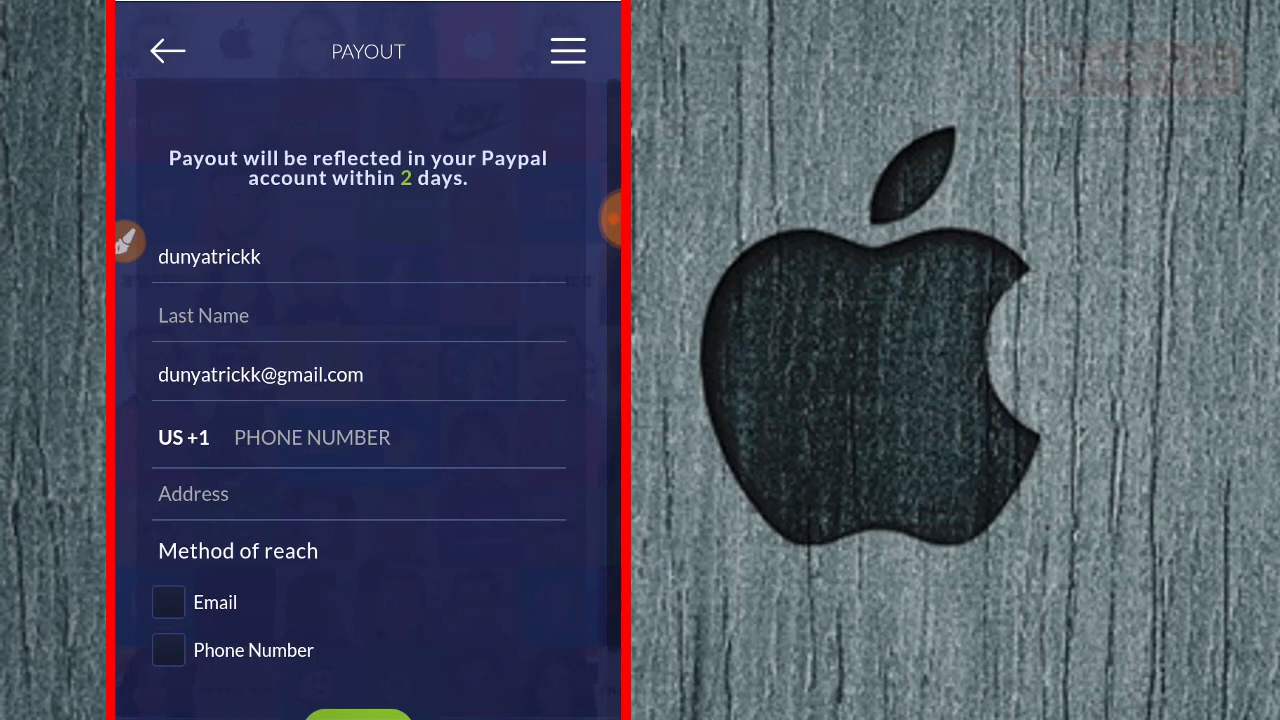 PAYOUT
Payout will be reflected in your Paypal
account within 2 days.
dunyatrickk
Last Name
dunyatrickk@gmail.com
US +1 PHONE NUMBER
Address
Method of reach
Email
Phone Number